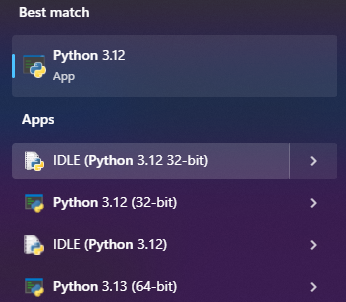 Best match
Python 3.12
App
Apps
IDLE (Python 3.12 32-bit)
Python 3.12 (32-bit)
IDLE (Python 3.12)
Python 3.13 (64-bit)